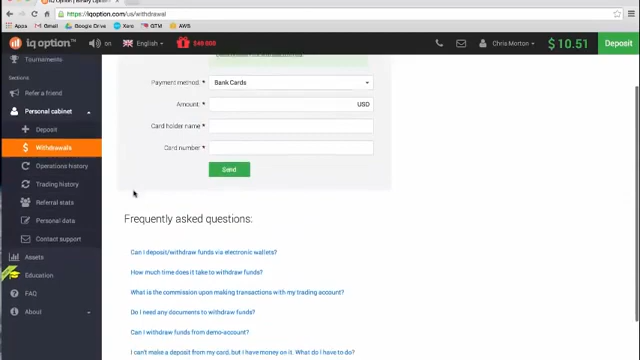 iq option | Binary Opti
https://iqoption.com/us/withdrawal
Apps Gmail Google Drive Xero AWS
iq option on English $40 000 Chris Morton $ 10.51 Deposit
Tournaments
Sections
Refer a friend
Personal cabinet
Deposit
Withdrawals
Operations history
Trading history
Referral stats
Personal data
Contact support
Assets
Education
FAQ
About
Payment method: * Bank Cards
Amount: * USD
Card holder name *
Card number *
Send
Frequently asked questions:
Can I deposit/withdraw funds via electronic wallets?
How much time does it take to withdraw funds?
What is the commission upon making transactions with my trading account?
Do I need any documents to withdraw funds?
Can I withdraw funds from demo-account?
I can't make a deposit from my card, but I have money on it. What do I have to do?